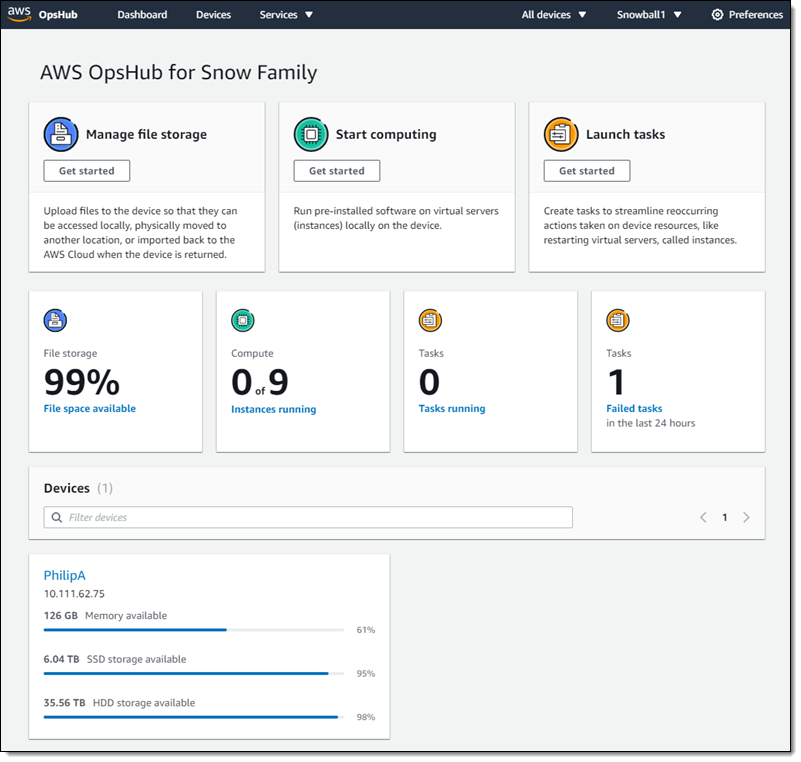 aws OpsHub Dashboard Devices Services All devices Snowball1 Preferences
AWS OpsHub for Snow Family
Manage file storage
Get started
Upload files to the device so that they can
be accessed locally, physically moved to
another location, or imported back to the
AWS Cloud when the device is returned.
Start computing
Get started
Run pre-installed software on virtual servers
(instances) locally on the device.
Launch tasks
Get started
Create tasks to streamline reoccurring
actions taken on device resources, like
restarting virtual servers, called instances.
File storage
99%
File space available
Compute
0 of 9
Instances running
Tasks
0
Tasks running
Tasks
1
Failed tasks
in the last 24 hours
Devices (1)
Filter devices
1
PhilipA
10.111.62.75
126 GB Memory available
61%
6.04 TB SSD storage available
95%
35.56 TB HDD storage available
98%